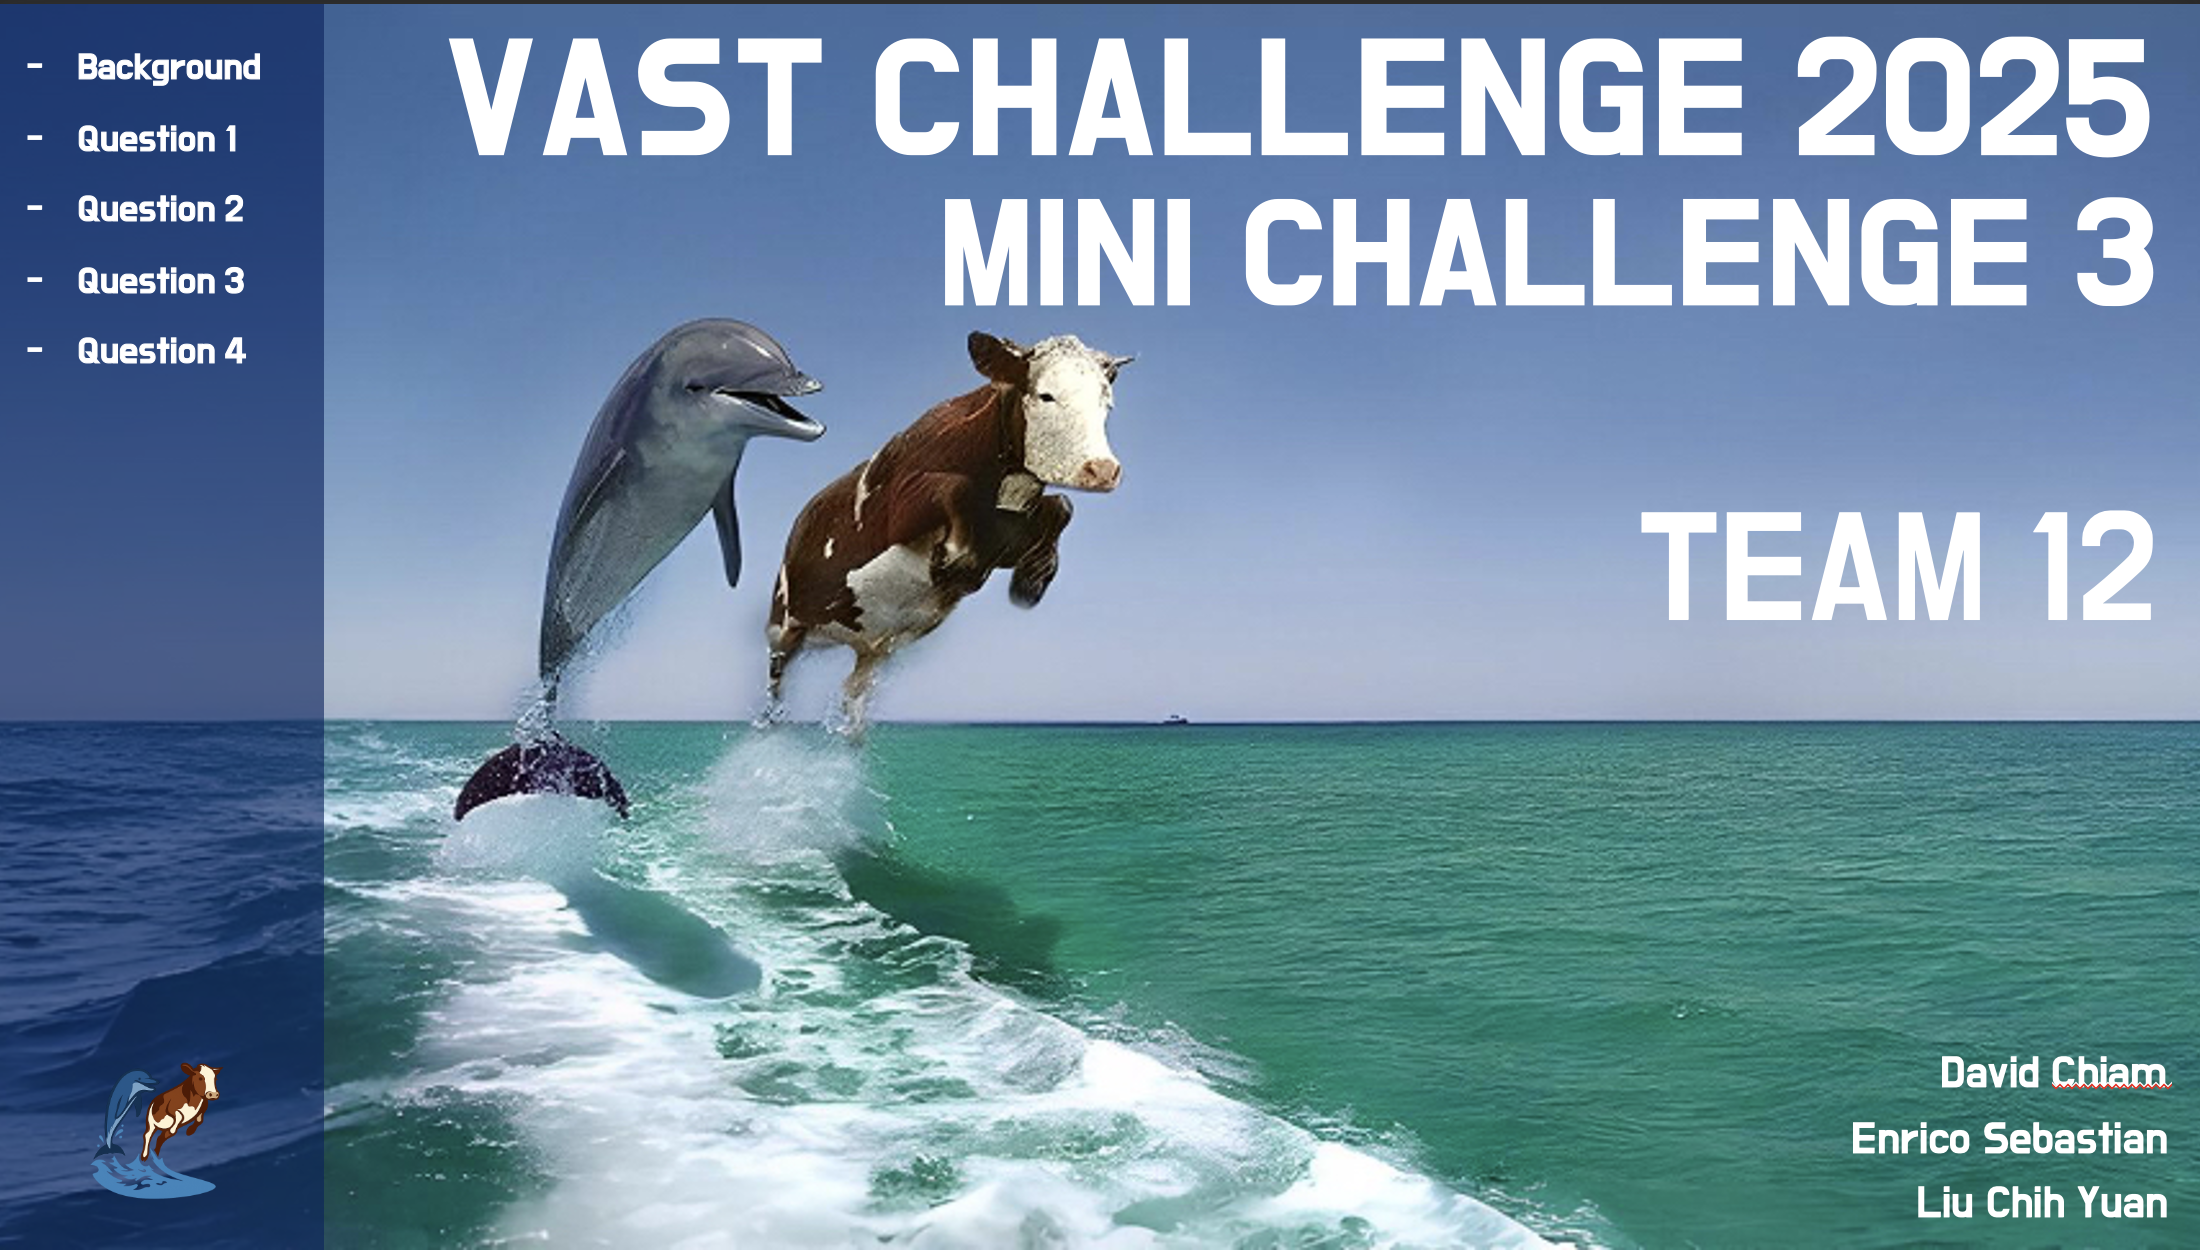 - Background
- Question 1
- Question 2
- Question 3
- Question 4
VAST CHALLENGE 2025
MINI CHALLENGE 3
TEAM 12
David Chiam
Enrico Sebastian
Liu Chih Yuan